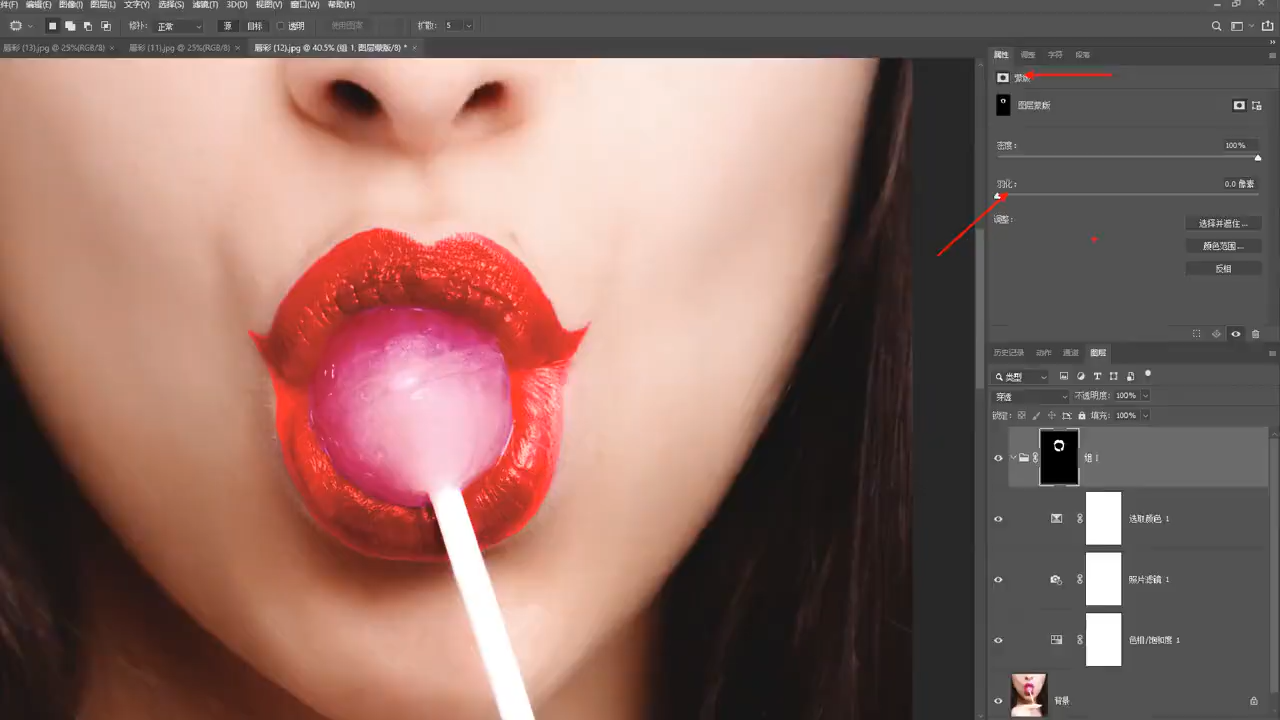 件(F) 编辑(E) 图像(I) 图层(L) 文字(Y) 选择(S) 滤镜(T) 3D(D) 视图(V) 窗口(W) 帮助(H)
修补: 正常 源 目标 透明 使用图案 扩散: 5
唇彩 (13).jpg @ 25%(RGB/8) × 唇彩 (11).jpg @ 25%(RGB/8) × 唇彩 (12).jpg @ 40.5% (组 1, 图层蒙版/8) * ×
属性 调整 字符 段落
蒙版
图层蒙版
密度: 100%
羽化: 0.0 像素
调整: 选择并遮住...
颜色范围...
反相
历史记录 动作 通道 图层
类型
穿透 不透明度: 100%
锁定: 填充: 100%
组 1
选取颜色 1
照片滤镜 1
色相/饱和度 1
背景